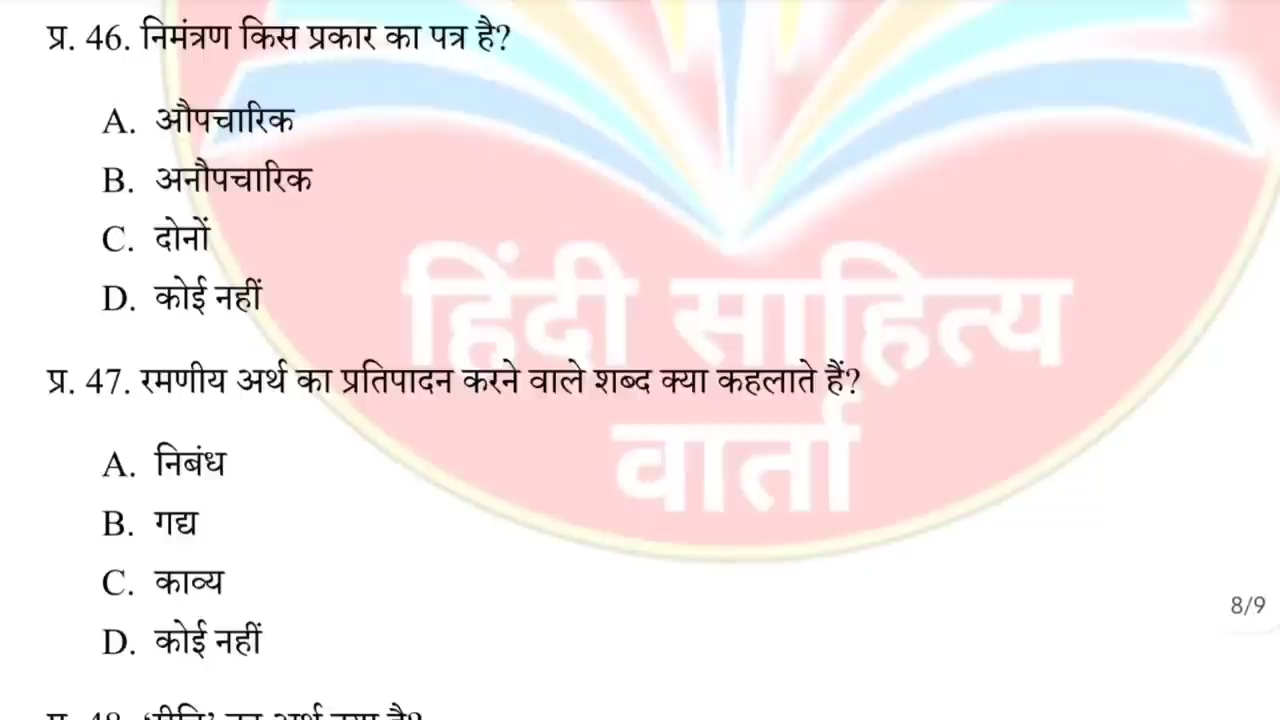 प्र. 46. निमंत्रण किस प्रकार का पत्र है?
A. औपचारिक
B. अनौपचारिक
C. दोनों
D. कोई नहीं
हिंदी साहित्य
वार्ता
प्र. 47. रमणीय अर्थ का प्रतिपादन करने वाले शब्द क्या कहलाते हैं?
A. निबंध
B. गद्य
C. काव्य
D. कोई नहीं
8/9